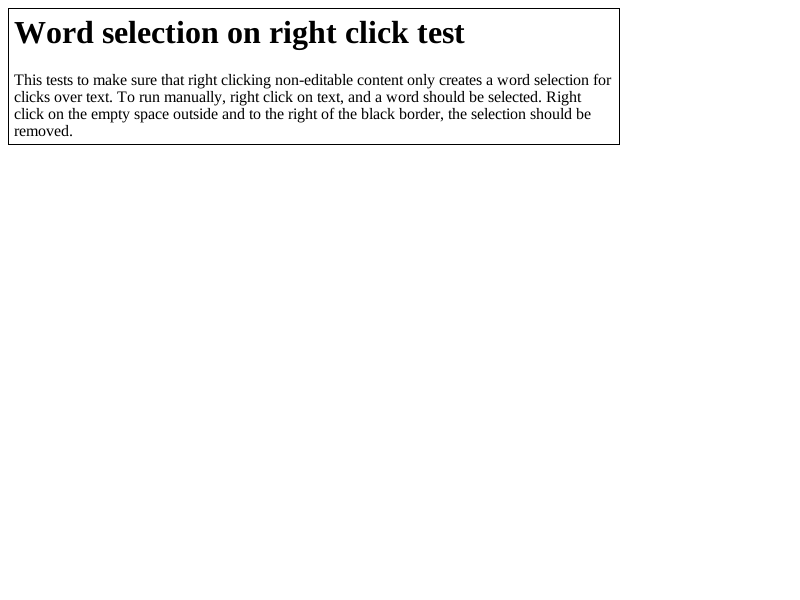 Word selection on right click test
This tests to make sure that right clicking non-editable content only creates a word selection for
clicks over text. To run manually, right click on text, and a word should be selected. Right
click on the empty space outside and to the right of the black border, the selection should be
removed.